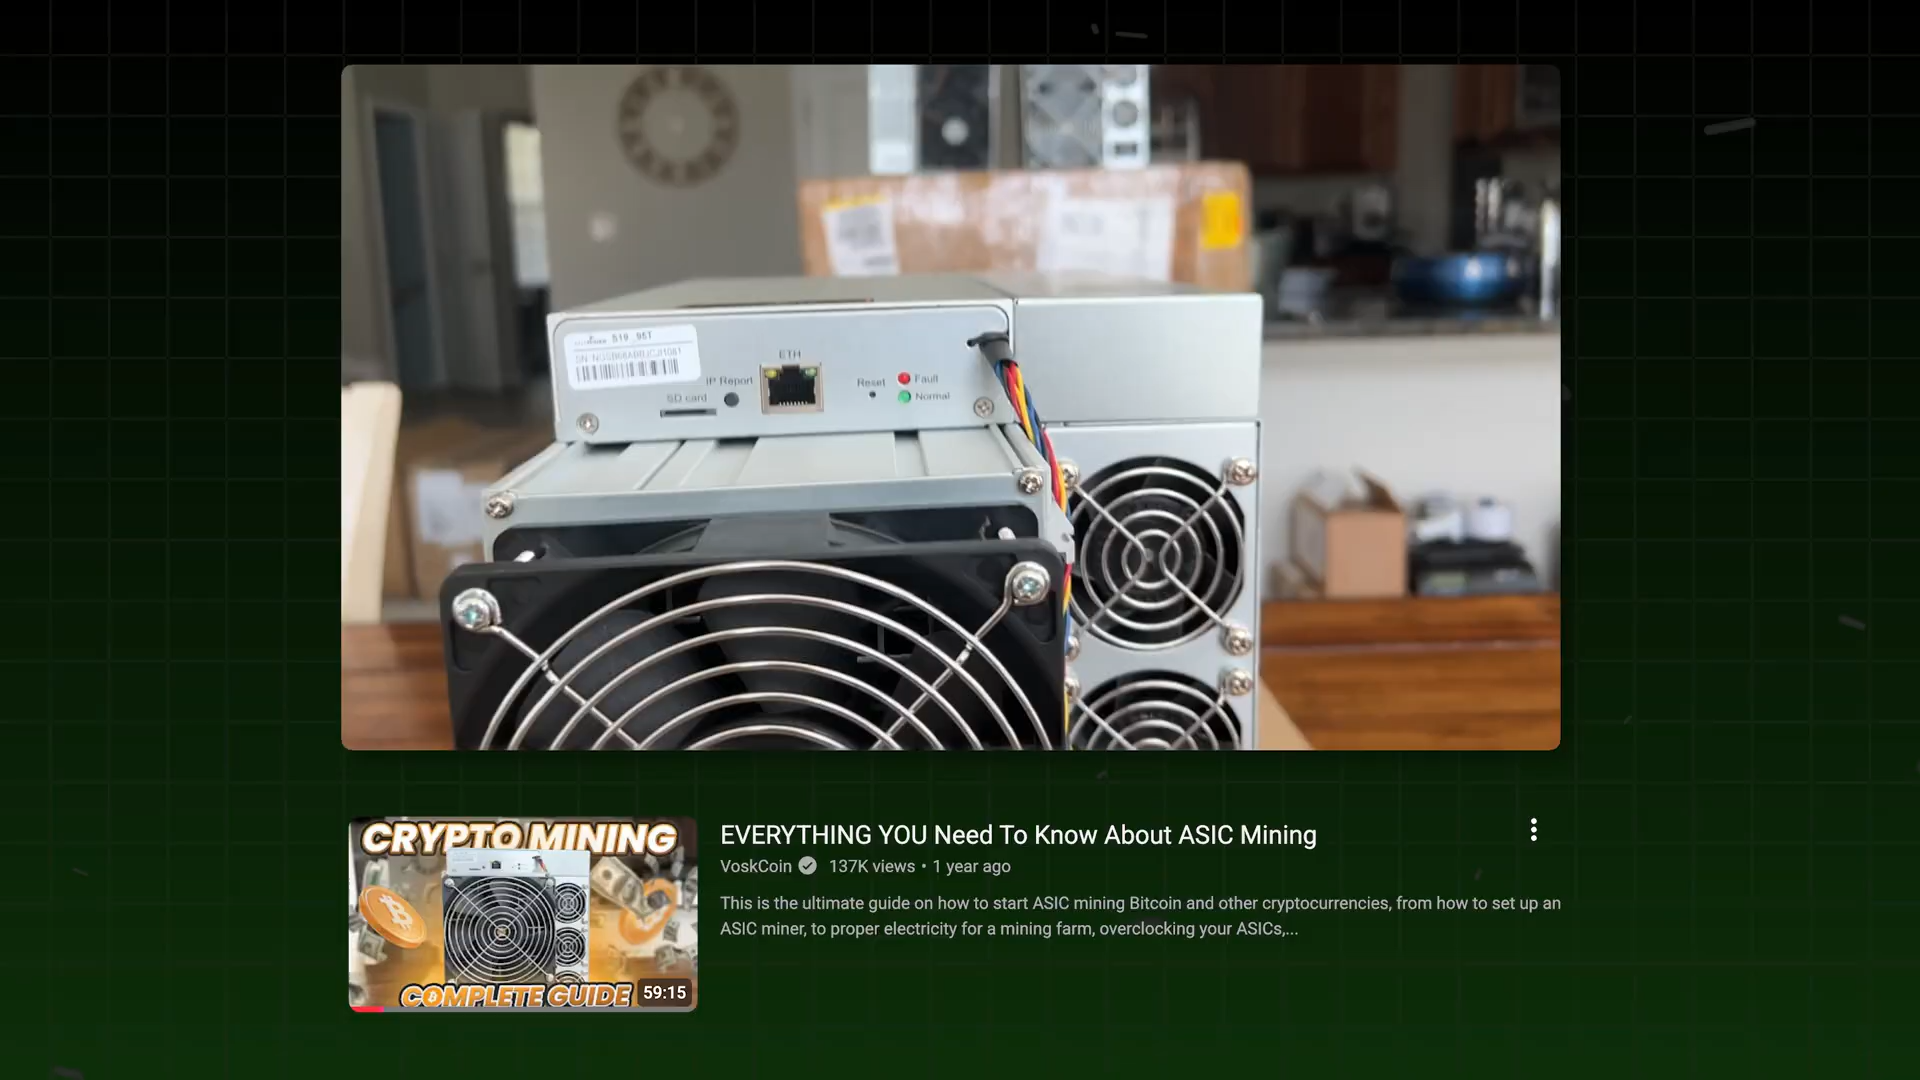 S19 95T
ETH
IP Report
Reset
Fault
SD card
Normal
CRYPTO MINING
COMPLETE GUIDE
59:15
EVERYTHING YOU Need To Know About ASIC Mining
VoskCoin 137K views • 1 year ago
This is the ultimate guide on how to start ASIC mining Bitcoin and other cryptocurrencies, from how to set up an
ASIC miner, to proper electricity for a mining farm, overclocking your ASICs,...